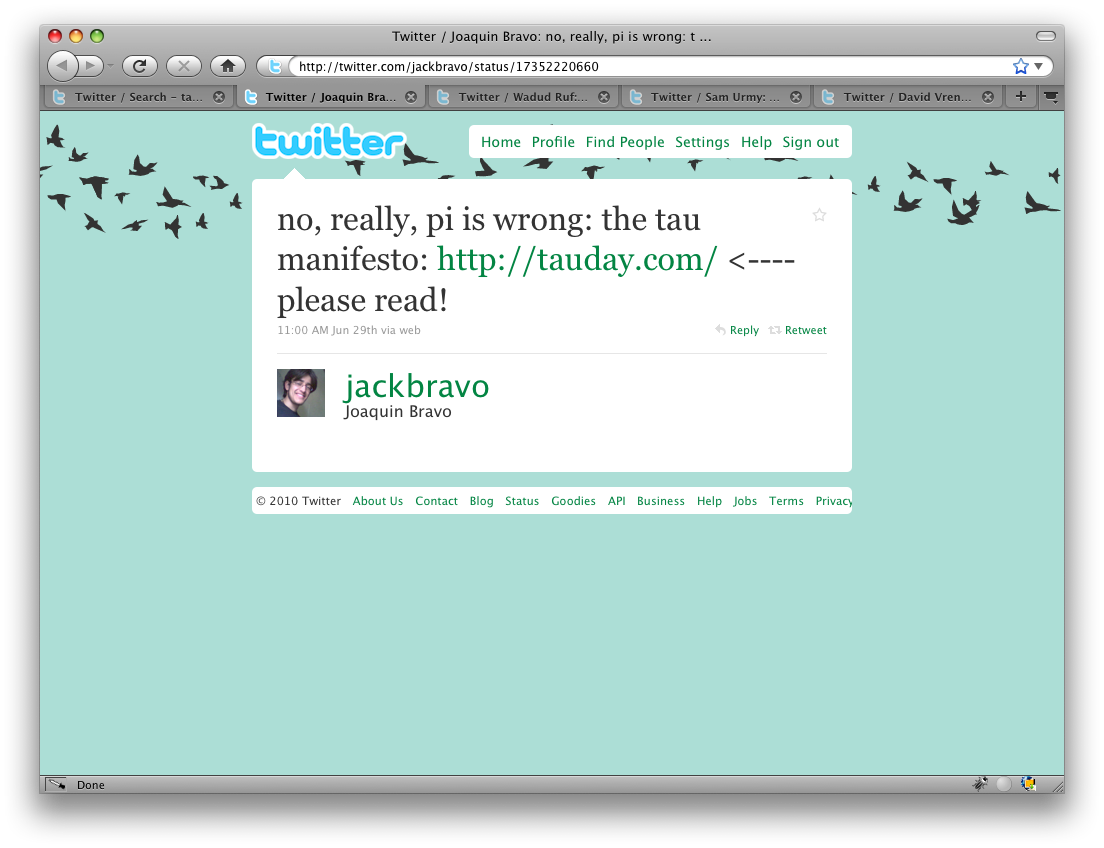 Twitter / Joaquin Bravo: no, really, pi is wrong: t ...
http://twitter.com/jackbravo/status/17352220660
Twitter / Search – ta... Twitter / Joaquin Bra... Twitter / Wadud Ruf:... Twitter / Sam Urmy: ... Twitter / David Vren... +
twitter Home Profile Find People Settings Help Sign out
no, really, pi is wrong: the tau
manifesto: http://tauday.com/ <----
please read!
11:00 AM Jun 29th via web Reply Retweet
jackbravo
Joaquin Bravo
© 2010 Twitter About Us Contact Blog Status Goodies API Business Help Jobs Terms Privacy
Done